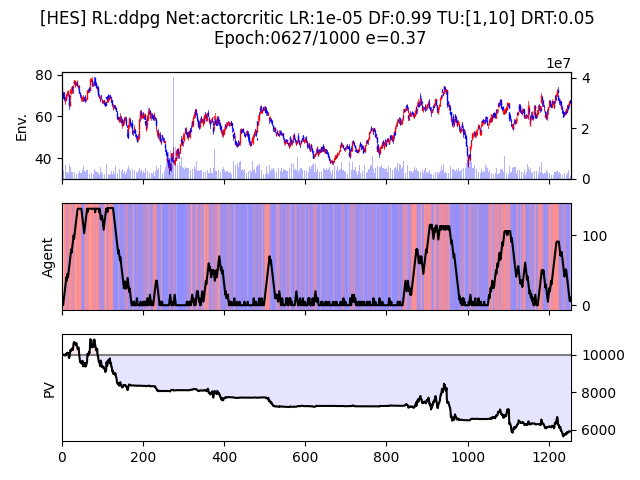 [HES] RL:ddpg Net:actorcritic LR:1e-05 DF:0.99 TU:[1,10] DRT:0.05
Epoch:0627/1000 e=0.37
1e7
80
60
40
Env.
4
2
0
Agent
100
0
PV
10000
8000
6000
0 200 400 600 800 1000 1200